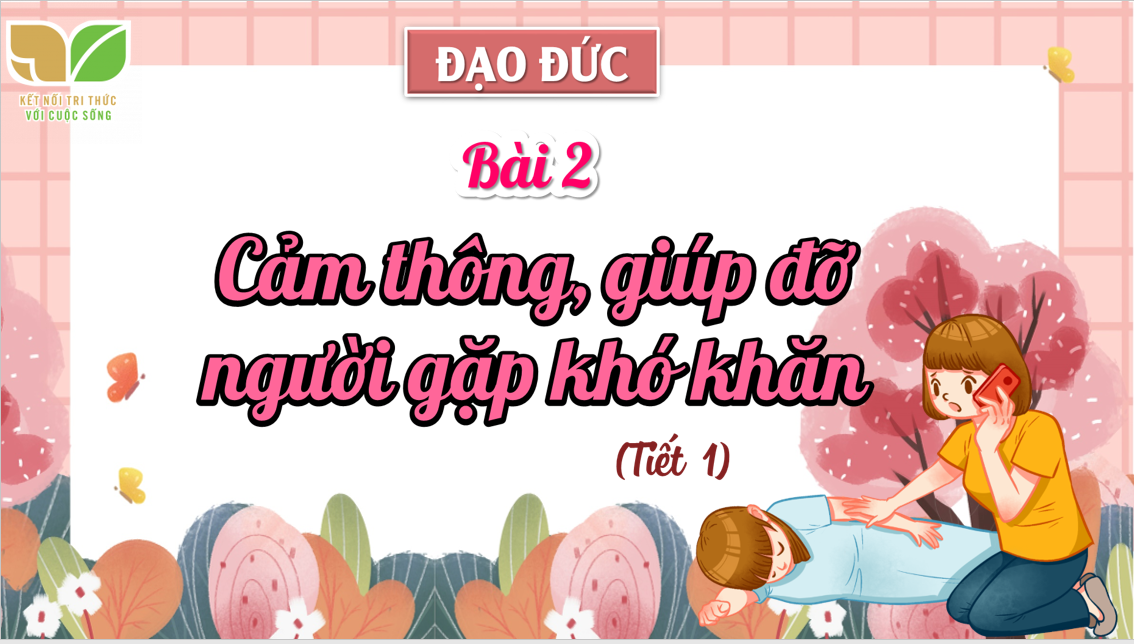 KẾT NỐI TRI THỨC
VỚI CUỘC SỐNG
ĐẠO ĐỨC
Bài 2
Cảm thông, giúp đỡ
người gặp khó khăn
(Tiết 1)